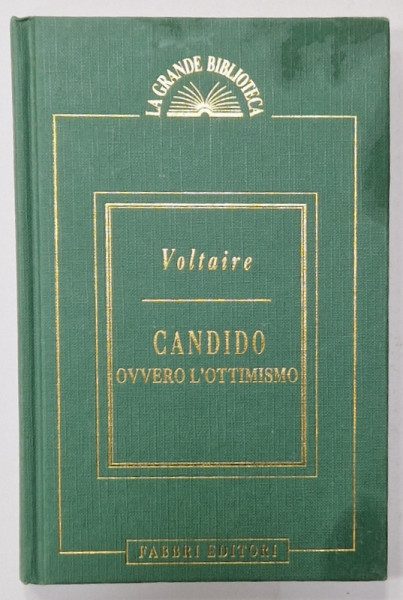 LA GRANDE BIBLIOTECA
Voltaire
CANDIDO
OVVERO L'OTTIMISMO
FABBRI EDITORI